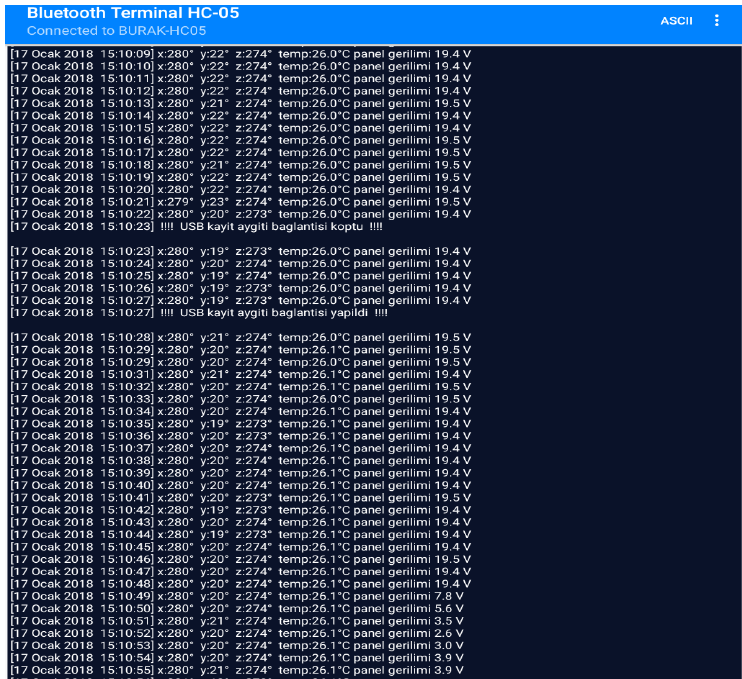 Bluetooth Terminal HC-05
Connected to BURAK-HC05
ASCII
[17 Ocak 2018 15:10:09] x:280° y:22° z:274° temp:26.0°C panel gerilimi 19.4 V
[17 Ocak 2018 15:10:10] x:280° y:22° z:274° temp:26.0°C panel gerilimi 19.4 V
[17 Ocak 2018 15:10:11] x:280° y:22° z:274° temp:26.0°C panel gerilimi 19.4 V
[17 Ocak 2018 15:10:12] x:280° y:22° z:274° temp:26.0°C panel gerilimi 19.4 V
[17 Ocak 2018 15:10:13] x:280° y:21° z:274° temp:26.0°C panel gerilimi 19.5 V
[17 Ocak 2018 15:10:14] x:280° y:22° z:274° temp:26.0°C panel gerilimi 19.4 V
[17 Ocak 2018 15:10:15] x:280° y:22° z:274° temp:26.0°C panel gerilimi 19.4 V
[17 Ocak 2018 15:10:16] x:280° y:22° z:274° temp:26.0°C panel gerilimi 19.5 V
[17 Ocak 2018 15:10:17] x:280° y:22° z:274° temp:26.0°C panel gerilimi 19.5 V
[17 Ocak 2018 15:10:18] x:280° y:21° z:274° temp:26.0°C panel gerilimi 19.5 V
[17 Ocak 2018 15:10:19] x:280° y:22° z:274° temp:26.0°C panel gerilimi 19.5 V
[17 Ocak 2018 15:10:20] x:280° y:22° z:274° temp:26.0°C panel gerilimi 19.4 V
[17 Ocak 2018 15:10:21] x:279° y:23° z:274° temp:26.0°C panel gerilimi 19.5 V
[17 Ocak 2018 15:10:22] x:280° y:20° z:273° temp:26.0°C panel gerilimi 19.4 V
[17 Ocak 2018 15:10:23] !!!! USB kayit aygiti baglantisi koptu !!!!
[17 Ocak 2018 15:10:23] x:280° y:19° z:273° temp:26.0°C panel gerilimi 19.4 V
[17 Ocak 2018 15:10:24] x:280° y:20° z:274° temp:26.0°C panel gerilimi 19.4 V
[17 Ocak 2018 15:10:25] x:280° y:19° z:274° temp:26.0°C panel gerilimi 19.4 V
[17 Ocak 2018 15:10:26] x:280° y:19° z:273° temp:26.0°C panel gerilimi 19.4 V
[17 Ocak 2018 15:10:27] x:280° y:19° z:273° temp:26.0°C panel gerilimi 19.4 V
[17 Ocak 2018 15:10:27] !!!! USB kayit aygiti baglantisi yapildi !!!!
[17 Ocak 2018 15:10:28] x:280° y:21° z:274° temp:26.0°C panel gerilimi 19.5 V
[17 Ocak 2018 15:10:29] x:280° y:20° z:274° temp:26.1°C panel gerilimi 19.5 V
[17 Ocak 2018 15:10:29] x:280° y:20° z:274° temp:26.0°C panel gerilimi 19.5 V
[17 Ocak 2018 15:10:31] x:280° y:21° z:274° temp:26.1°C panel gerilimi 19.4 V
[17 Ocak 2018 15:10:32] x:280° y:20° z:274° temp:26.1°C panel gerilimi 19.5 V
[17 Ocak 2018 15:10:33] x:280° y:20° z:274° temp:26.0°C panel gerilimi 19.5 V
[17 Ocak 2018 15:10:34] x:280° y:20° z:274° temp:26.1°C panel gerilimi 19.4 V
[17 Ocak 2018 15:10:35] x:280° y:19° z:273° temp:26.1°C panel gerilimi 19.4 V
[17 Ocak 2018 15:10:36] x:280° y:20° z:273° temp:26.1°C panel gerilimi 19.4 V
[17 Ocak 2018 15:10:37] x:280° y:20° z:274° temp:26.1°C panel gerilimi 19.4 V
[17 Ocak 2018 15:10:38] x:280° y:20° z:274° temp:26.1°C panel gerilimi 19.4 V
[17 Ocak 2018 15:10:39] x:280° y:20° z:274° temp:26.1°C panel gerilimi 19.4 V
[17 Ocak 2018 15:10:40] x:280° y:20° z:274° temp:26.1°C panel gerilimi 19.4 V
[17 Ocak 2018 15:10:41] x:280° y:20° z:273° temp:26.1°C panel gerilimi 19.5 V
[17 Ocak 2018 15:10:42] x:280° y:19° z:273° temp:26.1°C panel gerilimi 19.4 V
[17 Ocak 2018 15:10:43] x:280° y:20° z:274° temp:26.1°C panel gerilimi 19.4 V
[17 Ocak 2018 15:10:44] x:280° y:19° z:273° temp:26.1°C panel gerilimi 19.4 V
[17 Ocak 2018 15:10:45] x:280° y:20° z:274° temp:26.1°C panel gerilimi 19.4 V
[17 Ocak 2018 15:10:46] x:280° y:20° z:274° temp:26.1°C panel gerilimi 19.5 V
[17 Ocak 2018 15:10:47] x:280° y:20° z:274° temp:26.1°C panel gerilimi 19.4 V
[17 Ocak 2018 15:10:48] x:280° y:20° z:274° temp:26.1°C panel gerilimi 19.4 V
[17 Ocak 2018 15:10:49] x:280° y:20° z:274° temp:26.1°C panel gerilimi 7.8 V
[17 Ocak 2018 15:10:50] x:280° y:20° z:274° temp:26.1°C panel gerilimi 5.6 V
[17 Ocak 2018 15:10:51] x:280° y:21° z:274° temp:26.1°C panel gerilimi 3.5 V
[17 Ocak 2018 15:10:52] x:280° y:20° z:274° temp:26.1°C panel gerilimi 2.6 V
[17 Ocak 2018 15:10:53] x:280° y:20° z:274° temp:26.1°C panel gerilimi 3.0 V
[17 Ocak 2018 15:10:54] x:280° y:20° z:274° temp:26.1°C panel gerilimi 3.9 V
[17 Ocak 2018 15:10:55] x:280° y:21° z:274° temp:26.1°C panel gerilimi 3.9 V